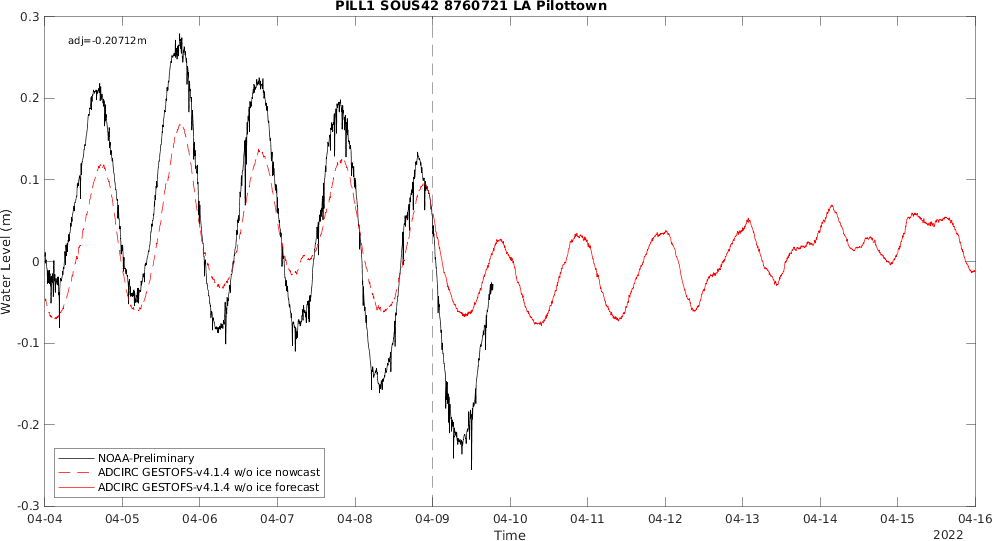 PILL1 SOUS42 8760721 LA Pilottown
adj=-0.20712m
0.3
0.2
0.1
0
-0.1
-0.2
-0.3
Water Level (m)
NOAA-Preliminary
ADCIRC GESTOFS-v4.1.4 w/o ice nowcast
ADCIRC GESTOFS-v4.1.4 w/o ice forecast
04-04 04-05 04-06 04-07 04-08 04-09 04-10 04-11 04-12 04-13 04-14 04-15 04-16
Time
2022